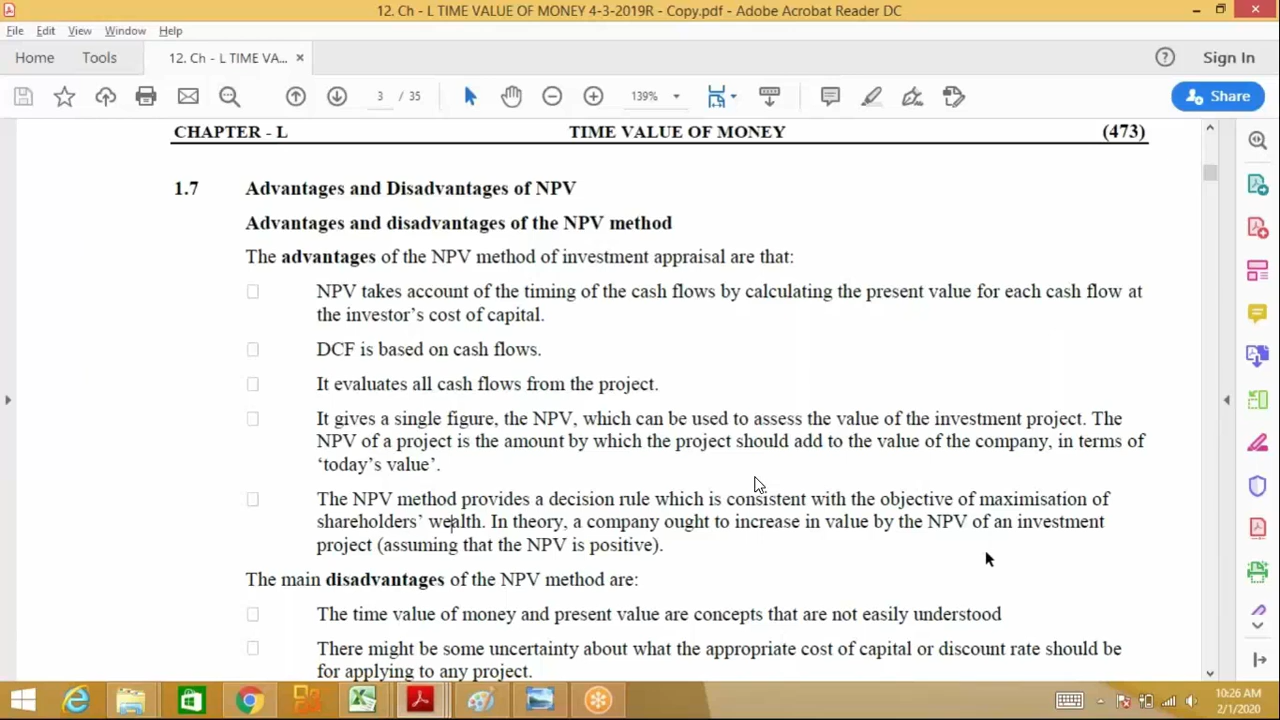 12. Ch - L TIME VALUE OF MONEY 4-3-2019R - Copy.pdf - Adobe Acrobat Reader DC
File Edit View Window Help
Home Tools 12. Ch - L TIME VA... × Sign In
3 / 35 139% Share
CHAPTER - L TIME VALUE OF MONEY (473)
1.7 Advantages and Disadvantages of NPV
Advantages and disadvantages of the NPV method
The advantages of the NPV method of investment appraisal are that:
NPV takes account of the timing of the cash flows by calculating the present value for each cash flow at
the investor's cost of capital.
DCF is based on cash flows.
It evaluates all cash flows from the project.
It gives a single figure, the NPV, which can be used to assess the value of the investment project. The
NPV of a project is the amount by which the project should add to the value of the company, in terms of
‘today’s value’.
The NPV method provides a decision rule which is consistent with the objective of maximisation of
shareholders’ wealth. In theory, a company ought to increase in value by the NPV of an investment
project (assuming that the NPV is positive).
The main disadvantages of the NPV method are:
The time value of money and present value are concepts that are not easily understood
There might be some uncertainty about what the appropriate cost of capital or discount rate should be
for applying to any project.
10:26 AM
2/1/2020